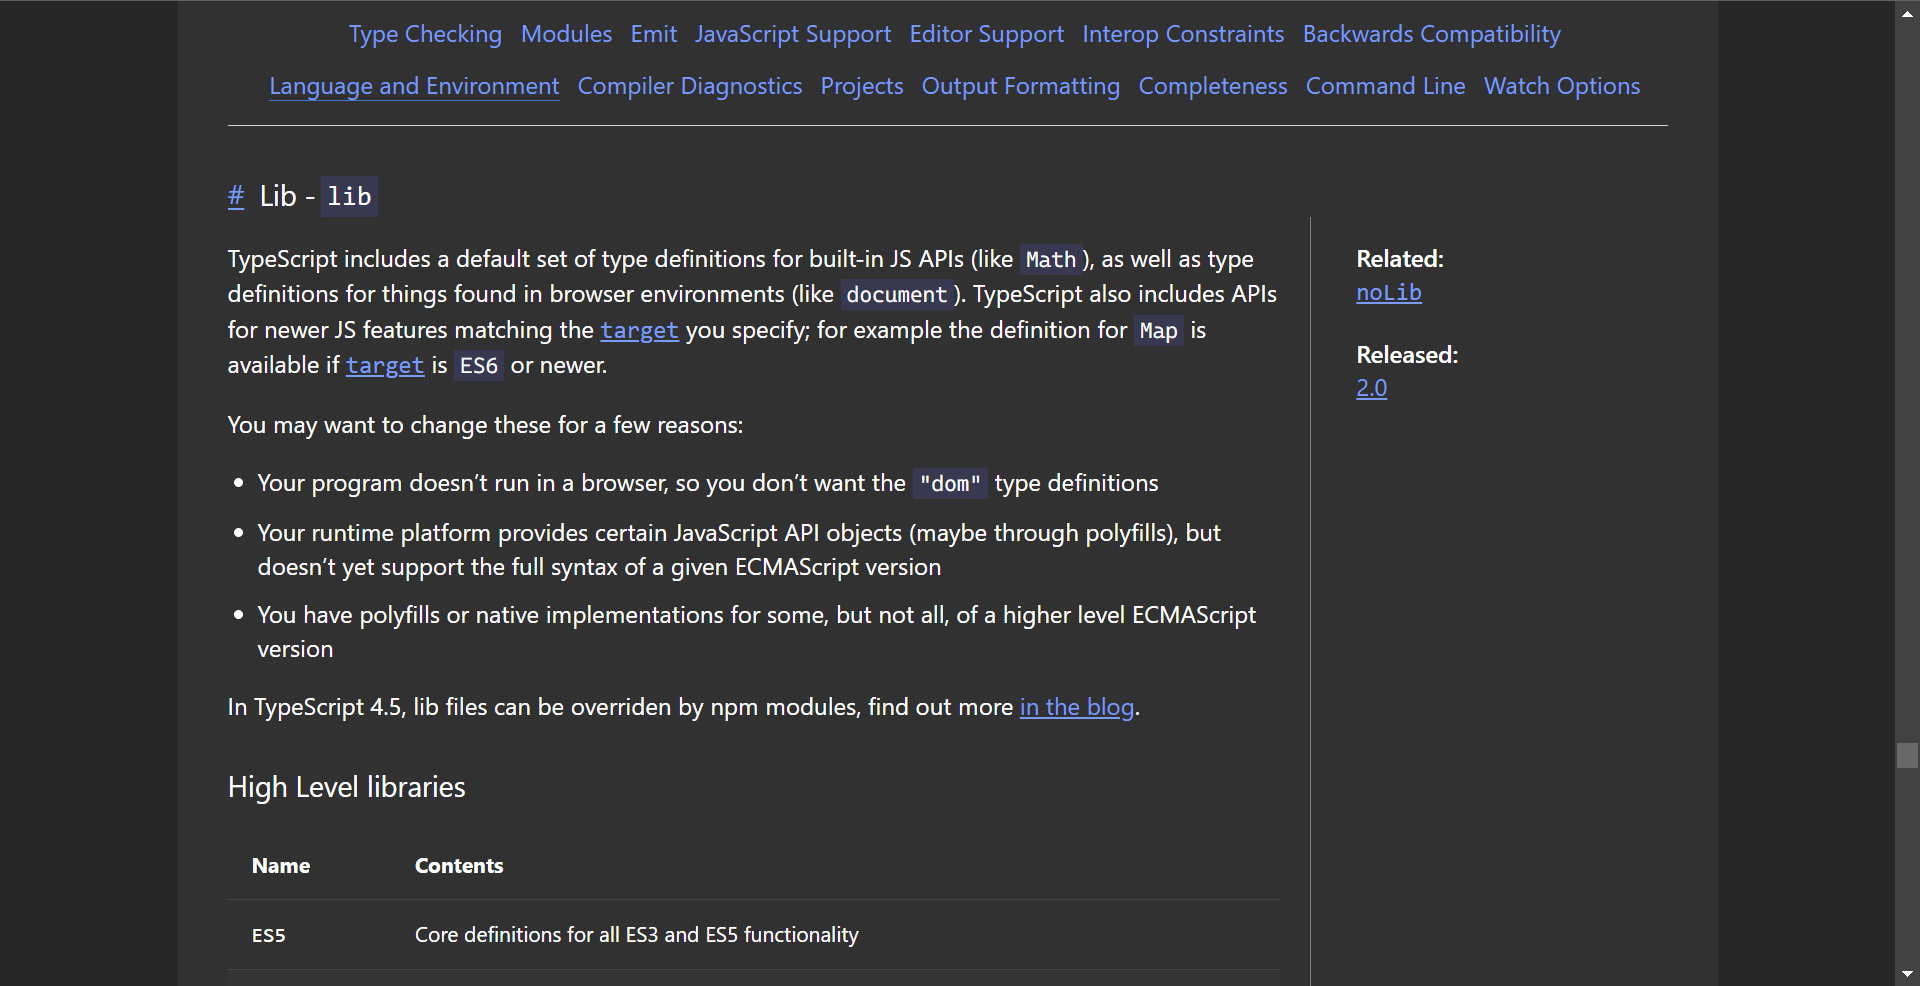 Type Checking Modules Emit JavaScript Support Editor Support Interop Constraints Backwards Compatibility
Language and Environment Compiler Diagnostics Projects Output Formatting Completeness Command Line Watch Options
# Lib - lib
TypeScript includes a default set of type definitions for built-in JS APIs (like Math), as well as type
definitions for things found in browser environments (like document). TypeScript also includes APIs
for newer JS features matching the target you specify; for example the definition for Map is
available if target is ES6 or newer.
You may want to change these for a few reasons:
• Your program doesn’t run in a browser, so you don’t want the "dom" type definitions
• Your runtime platform provides certain JavaScript API objects (maybe through polyfills), but
doesn’t yet support the full syntax of a given ECMAScript version
• You have polyfills or native implementations for some, but not all, of a higher level ECMAScript
version
In TypeScript 4.5, lib files can be overriden by npm modules, find out more in the blog.
High Level libraries
Name Contents
ES5 Core definitions for all ES3 and ES5 functionality
Related:
noLib
Released:
2.0